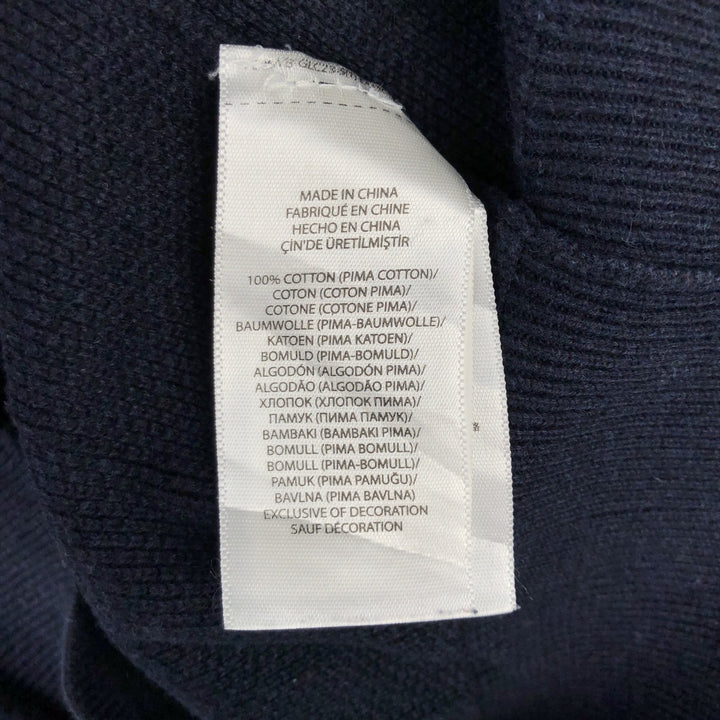 MADE IN CHINA
FABRIQUÉ EN CHINE
HECHO EN CHINA
ÇİN'DE ÜRETİLMİŞTİR
100% COTTON (PIMA COTTON)/
COTON (COTON PIMA)/
COTONE (COTONE PIMA)/
BAUMWOLLE (PIMA-BAUMWOLLE)/
KATOEN (PIMA KATOEN)/
BOMULD (PIMA-BOMULD)/
ALGODÓN (ALGODÓN PIMA)/
ALGODÃO (ALGODÃO PIMA)/
ХЛОПОК (ХЛОПОК ПИМА)/
ПАМУК (ПИМА ПАМУК)/
BAMBAKI (BAMBAKI PIMA)/
BOMULL (PIMA BOMULL)/
BOMULL (PIMA-BOMULL)/
PAMUK (PIMA PAMUĞU)/
BAVLNA (PIMA BAVLNA)
EXCLUSIVE OF DECORATION
SAUF DÉCORATION